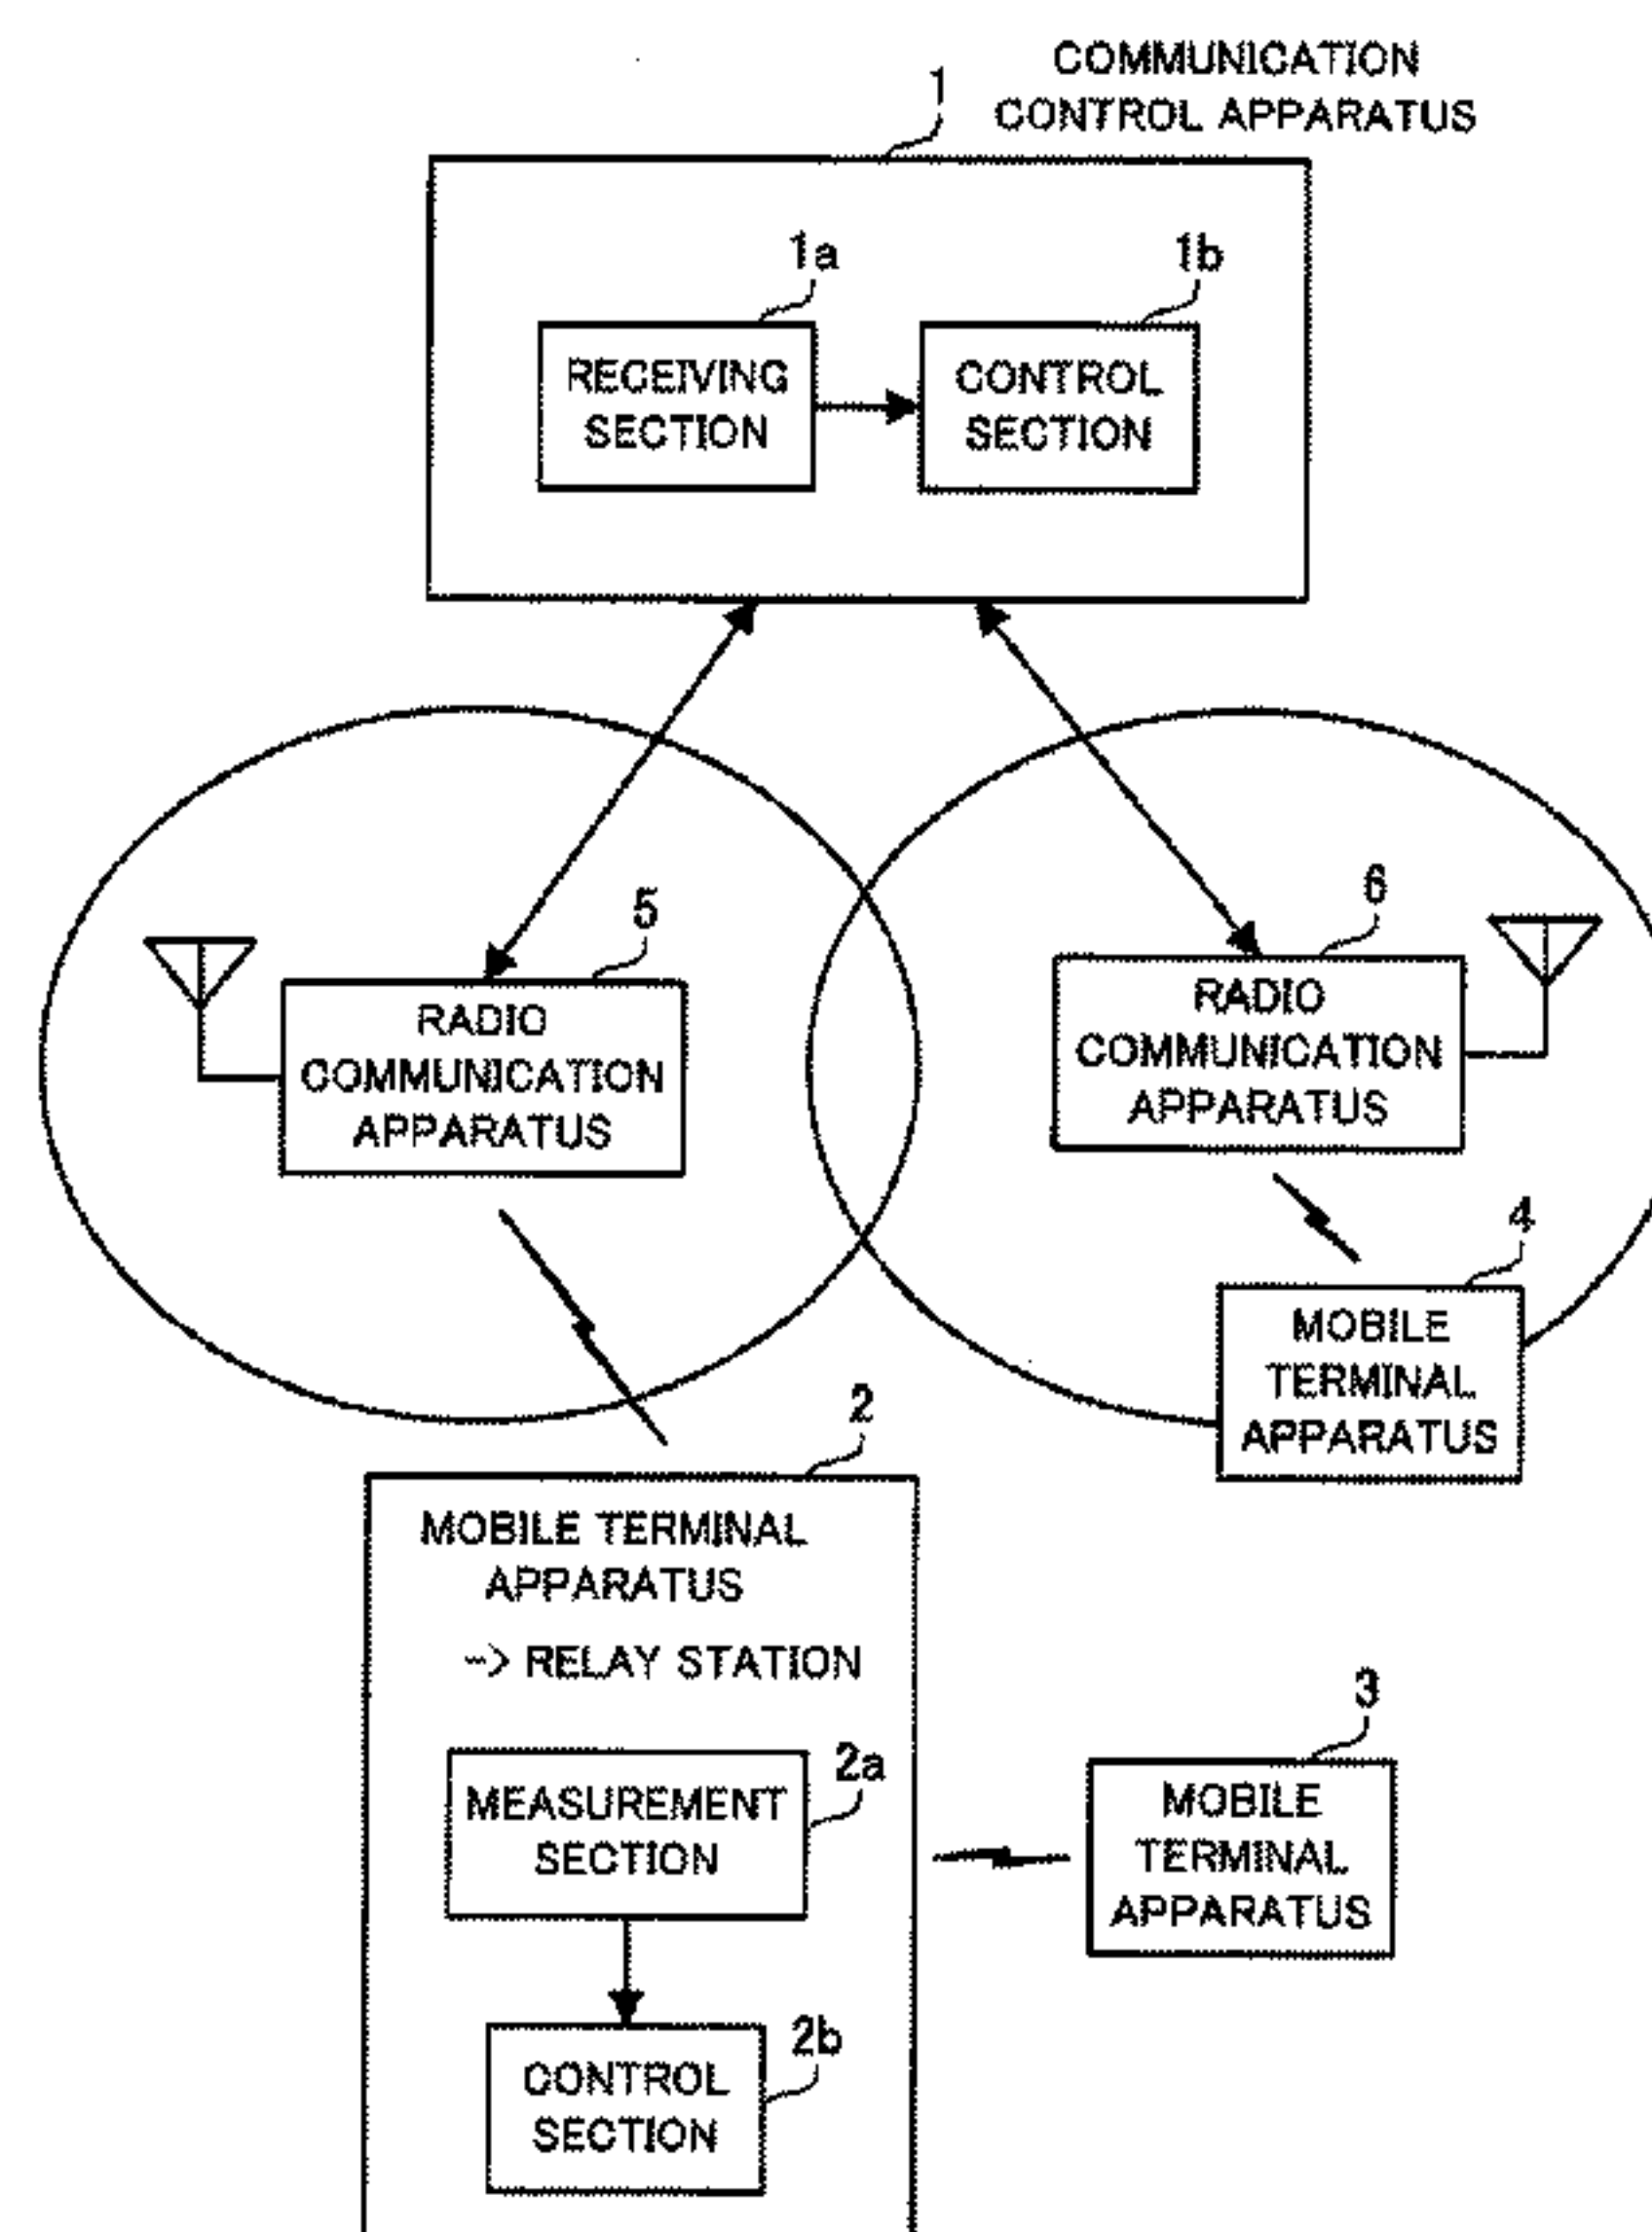 COMMUNICATION
1
CONTROL APPARATUS
1a
1b
RECEIVING
SECTION
CONTROL
SECTION
5
6
RADIO
COMMUNICATION
APPARATUS
RADIO
COMMUNICATION
APPARATUS
4
MOBILE
TERMINAL
APPARATUS
2
MOBILE TERMINAL
APPARATUS
-> RELAY STATION
3
2a
MEASUREMENT
SECTION
MOBILE
TERMINAL
APPARATUS
2b
CONTROL
SECTION